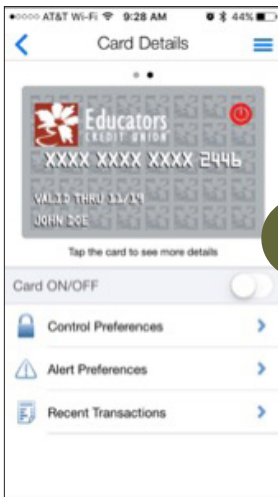 AT&T Wi-Fi 9:28 AM 44%
Card Details
Educators
CREDIT UNION
XXXX XXXX XXXX 2446
VALID THRU 11/19
JOHN DOE
Tap the card to see more details
Card ON/OFF
Control Preferences
Alert Preferences
Recent Transactions